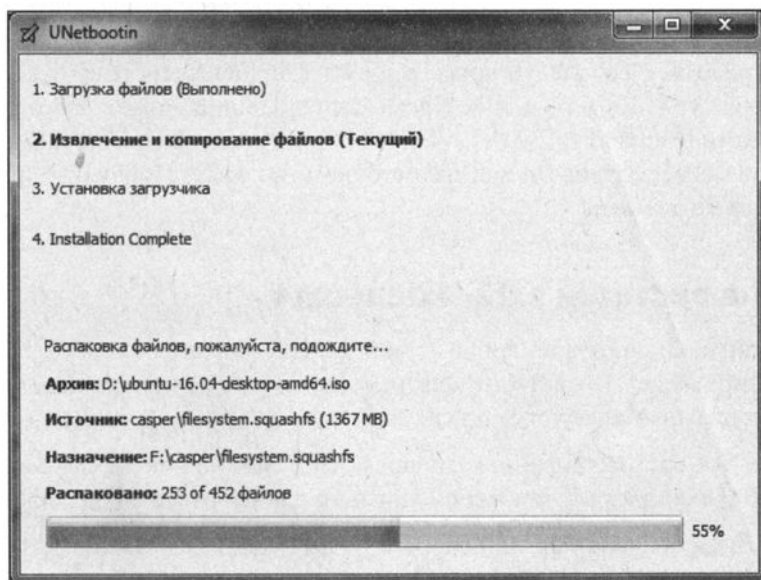 UNetbootin
1. Загрузка файлов (Выполнено)
2. Извлечение и копирование файлов (Текущий)
3. Установка загрузчика
4. Installation Complete
Распаковка файлов, пожалуйста, подождите...
Архив: D:\ubuntu-16.04-desktop-amd64.iso
Источник: casper\filesystem.squashfs (1367 MB)
Назначение: F:\casper\filesystem.squashfs
Распаковано: 253 of 452 файлов
55%